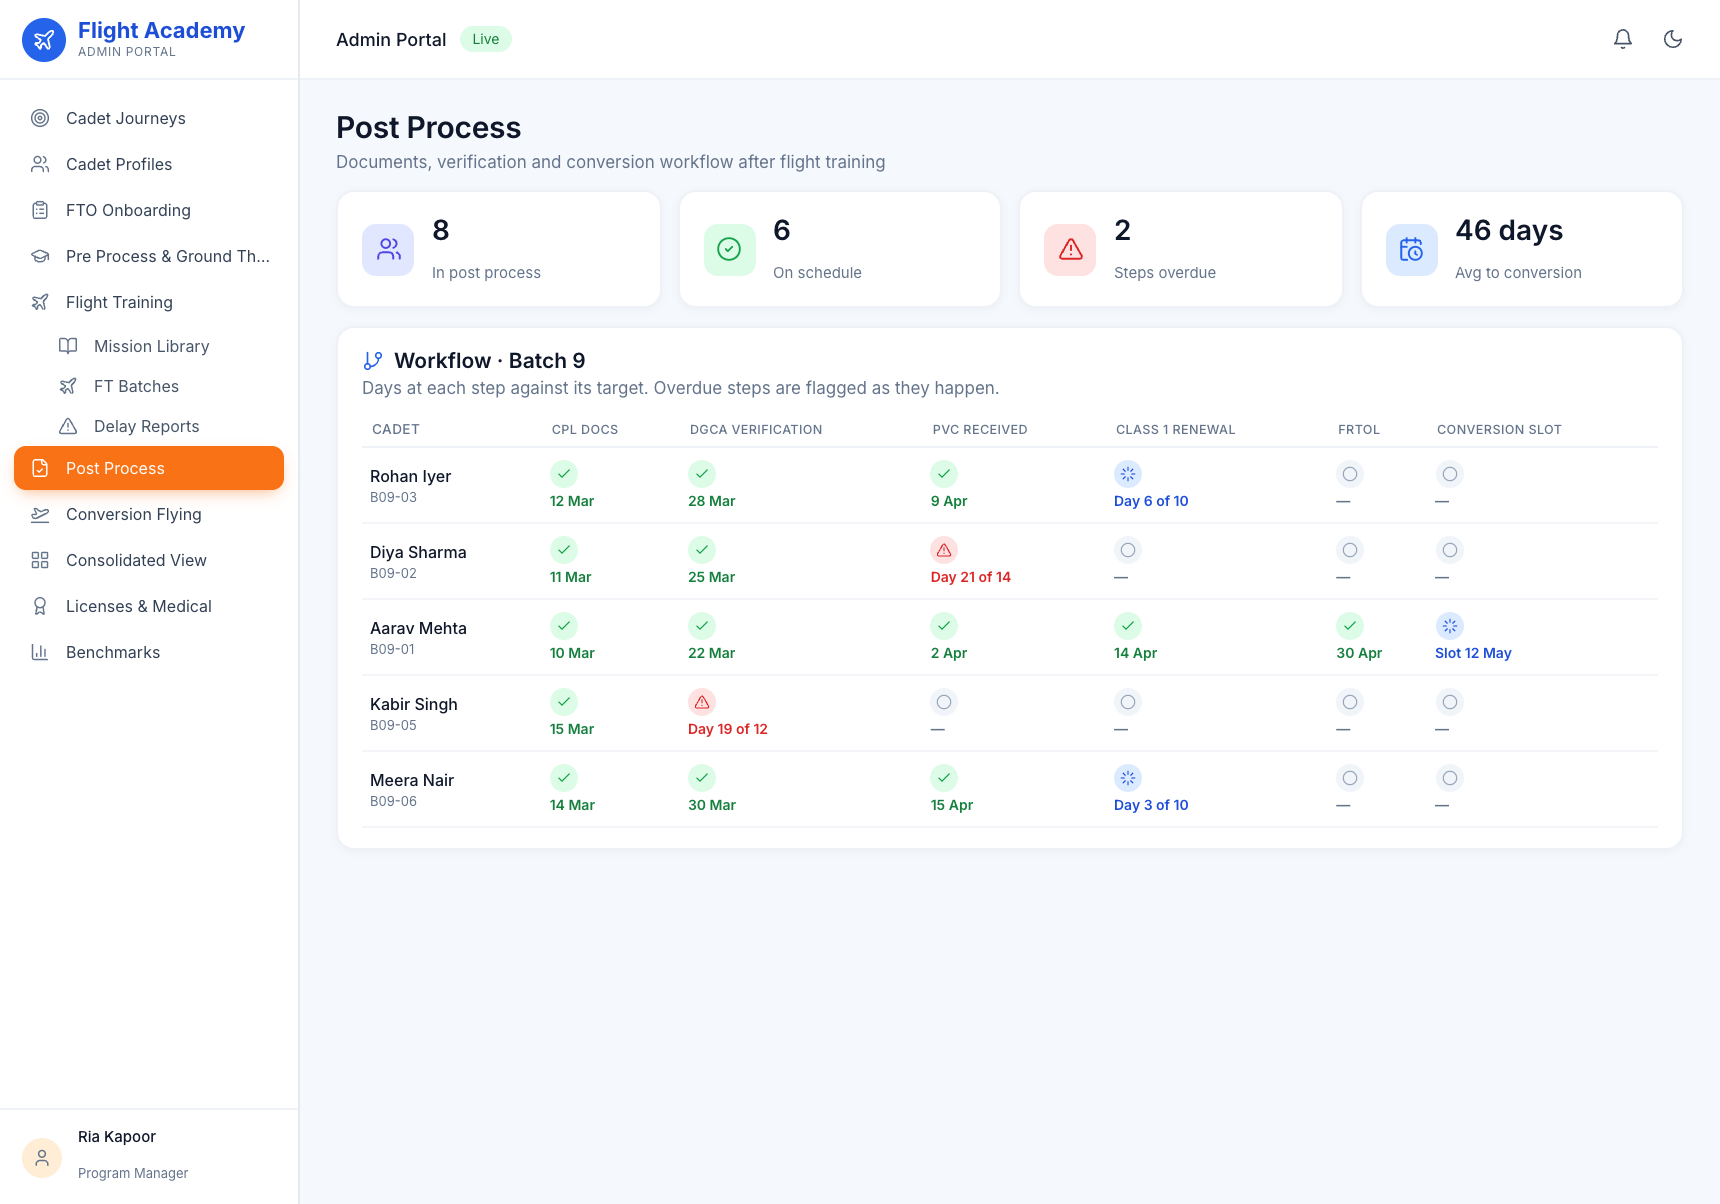 Flight Academy
ADMIN PORTAL
Admin Portal
Live
Cadet Journeys
Cadet Profiles
FTO Onboarding
Pre Process & Ground Th...
Flight Training
Mission Library
FT Batches
Delay Reports
Post Process
Conversion Flying
Consolidated View
Licenses & Medical
Benchmarks
Ria Kapoor
Program Manager
Post Process
Documents, verification and conversion workflow after flight training
8
In post process
6
On schedule
2
Steps overdue
46 days
Avg to conversion
Workflow · Batch 9
Days at each step against its target. Overdue steps are flagged as they happen.
CADET CPL DOCS DGCA VERIFICATION PVC RECEIVED CLASS 1 RENEWAL FRTOL CONVERSION SLOT
Rohan Iyer
B09-03
12 Mar 28 Mar 9 Apr Day 6 of 10 — —
Diya Sharma
B09-02
11 Mar 25 Mar Day 21 of 14 — — —
Aarav Mehta
B09-01
10 Mar 22 Mar 2 Apr 14 Apr 30 Apr Slot 12 May
Kabir Singh
B09-05
15 Mar Day 19 of 12 — — — —
Meera Nair
B09-06
14 Mar 30 Mar 15 Apr Day 3 of 10 — —